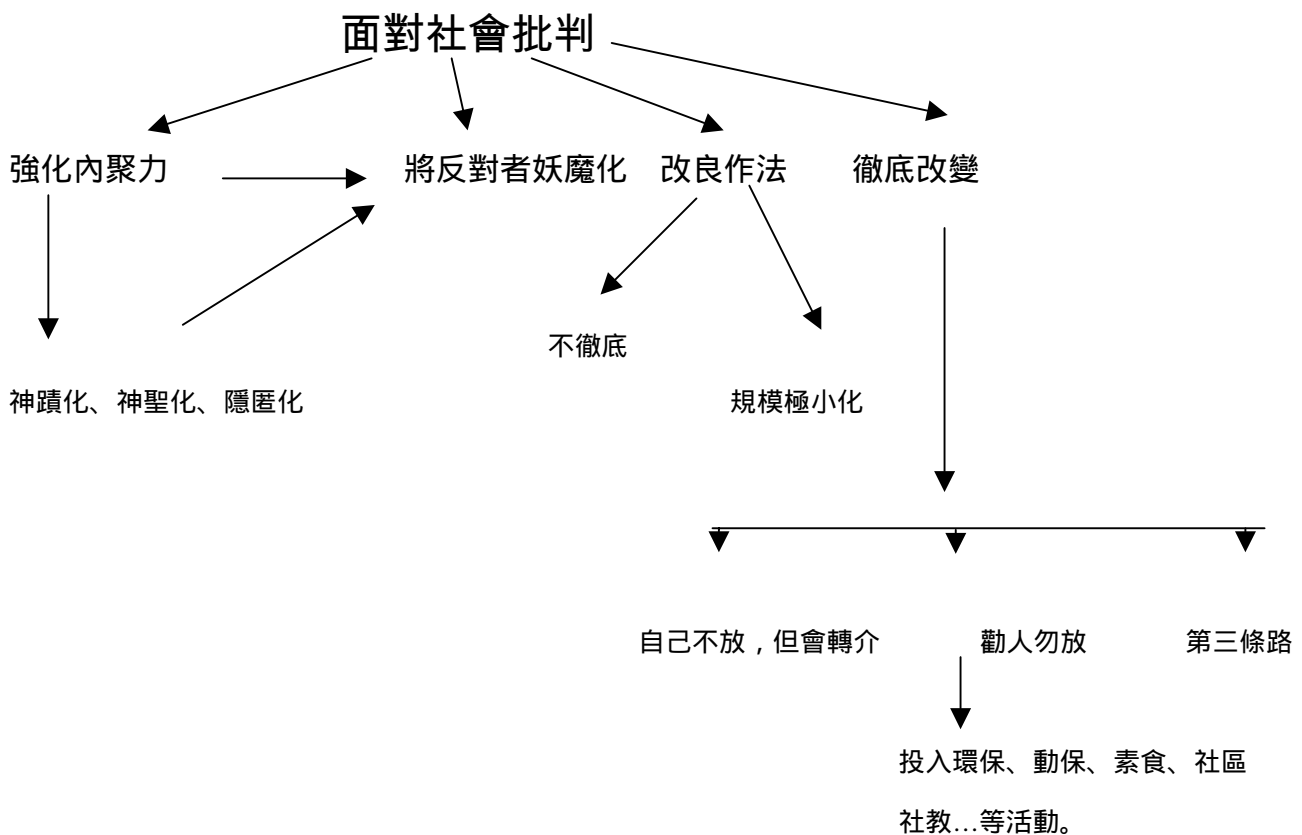 面對社會批判
強化內聚力
將反對者妖魔化
改良作法
徹底改變
不徹底
神蹟化、神聖化、隱匿化
規模極小化
自己不放，但會轉介
勸人勿放
第三條路
投入環保、動保、素食、社區
社教…等活動。